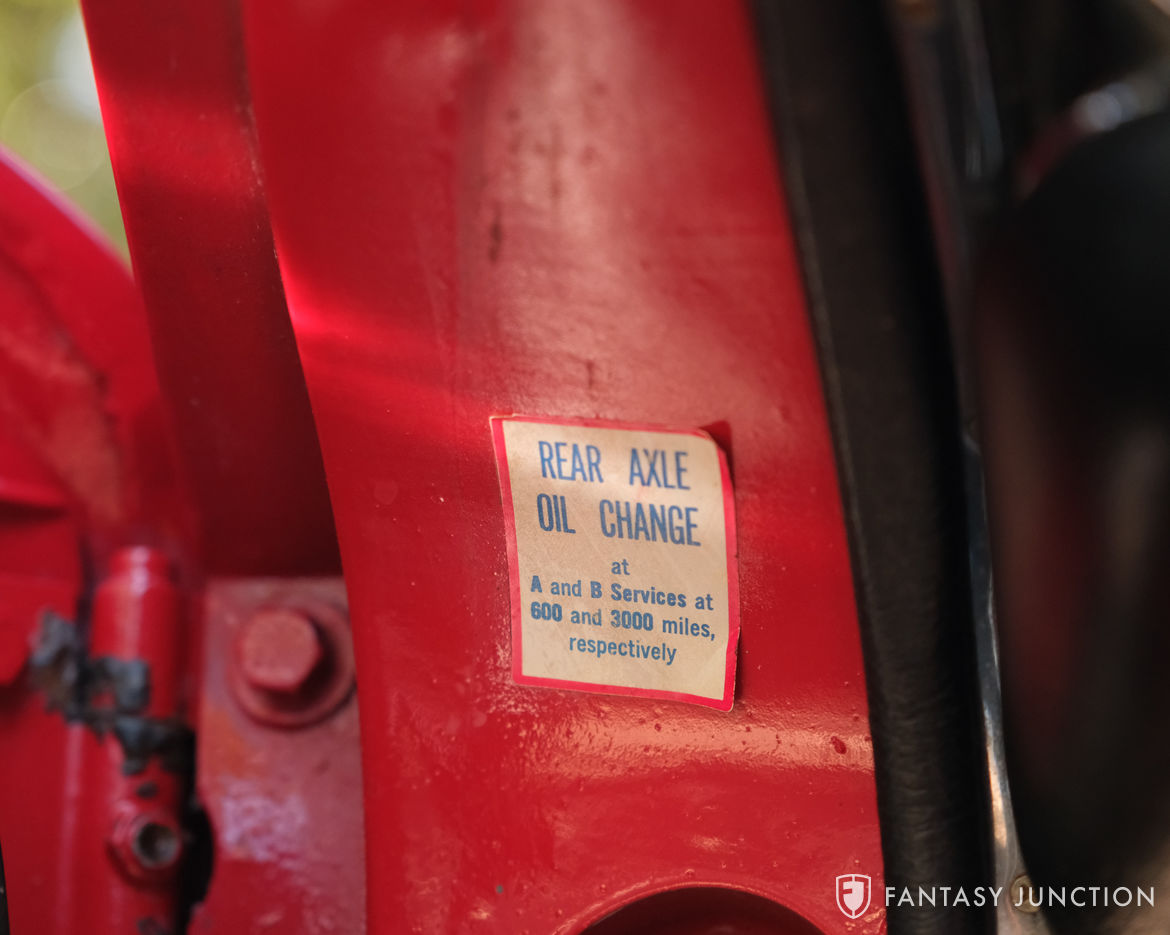 REAR AXLE
OIL CHANGE
at
A and B Services at
600 and 3000 miles,
respectively
FANTASY JUNCTION